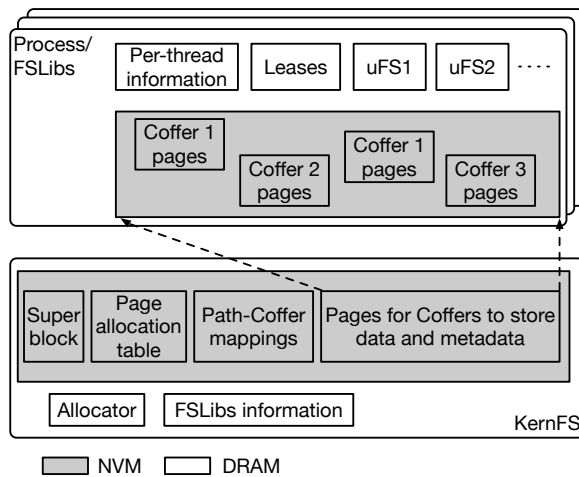 Process/
FSLibs
Per-thread
information
Leases
uFS1
uFS2
····
Coffer 1
pages
Coffer 2
pages
Coffer 1
pages
Coffer 3
pages
Super
block
Page
allocation
table
Path-Coffer
mappings
Pages for Coffers to store
data and metadata
Allocator
FSLibs information
KernFS
NVM
DRAM